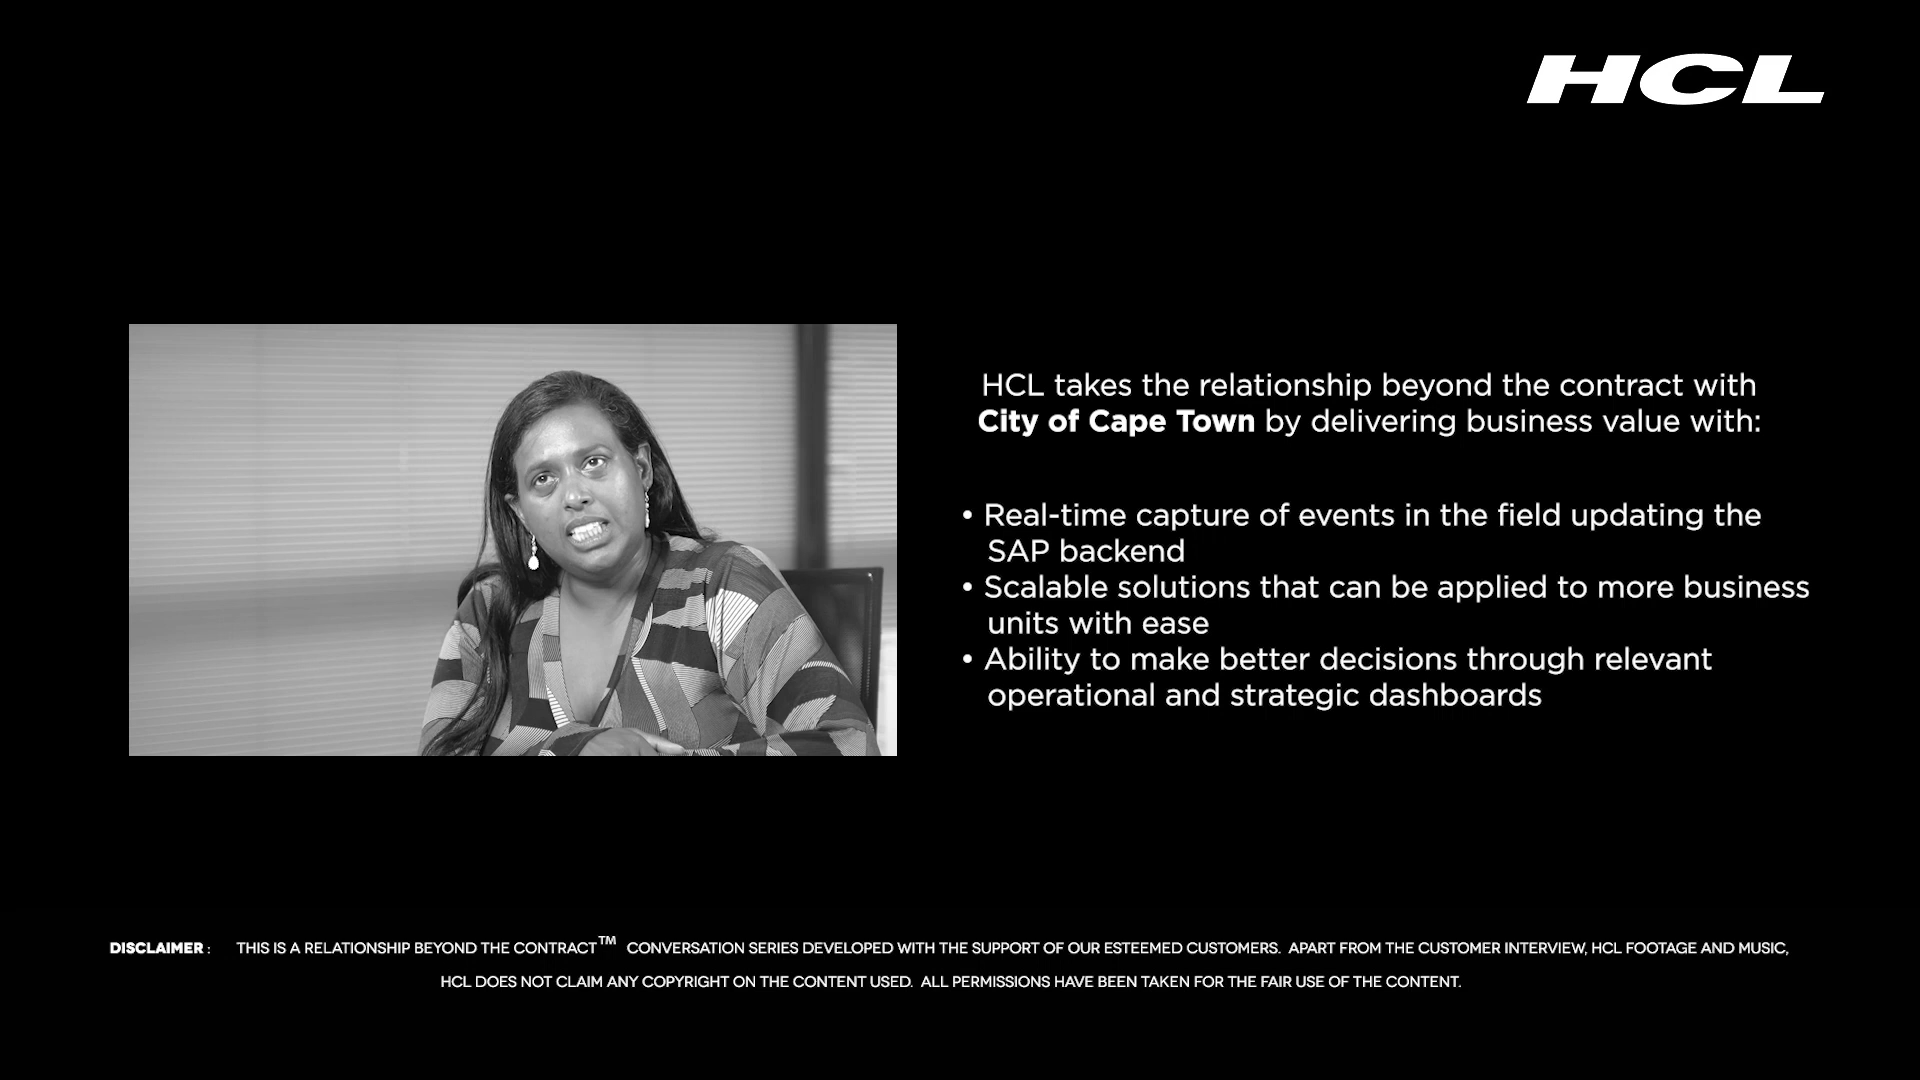 HCL
HCL takes the relationship beyond the contract with
City of Cape Town by delivering business value with:
• Real-time capture of events in the field updating the
SAP backend
• Scalable solutions that can be applied to more business
units with ease
• Ability to make better decisions through relevant
operational and strategic dashboards
DISCLAIMER : THIS IS A RELATIONSHIP BEYOND THE CONTRACT™ CONVERSATION SERIES DEVELOPED WITH THE SUPPORT OF OUR ESTEEMED CUSTOMERS. APART FROM THE CUSTOMER INTERVIEW, HCL FOOTAGE AND MUSIC,
HCL DOES NOT CLAIM ANY COPYRIGHT ON THE CONTENT USED. ALL PERMISSIONS HAVE BEEN TAKEN FOR THE FAIR USE OF THE CONTENT.